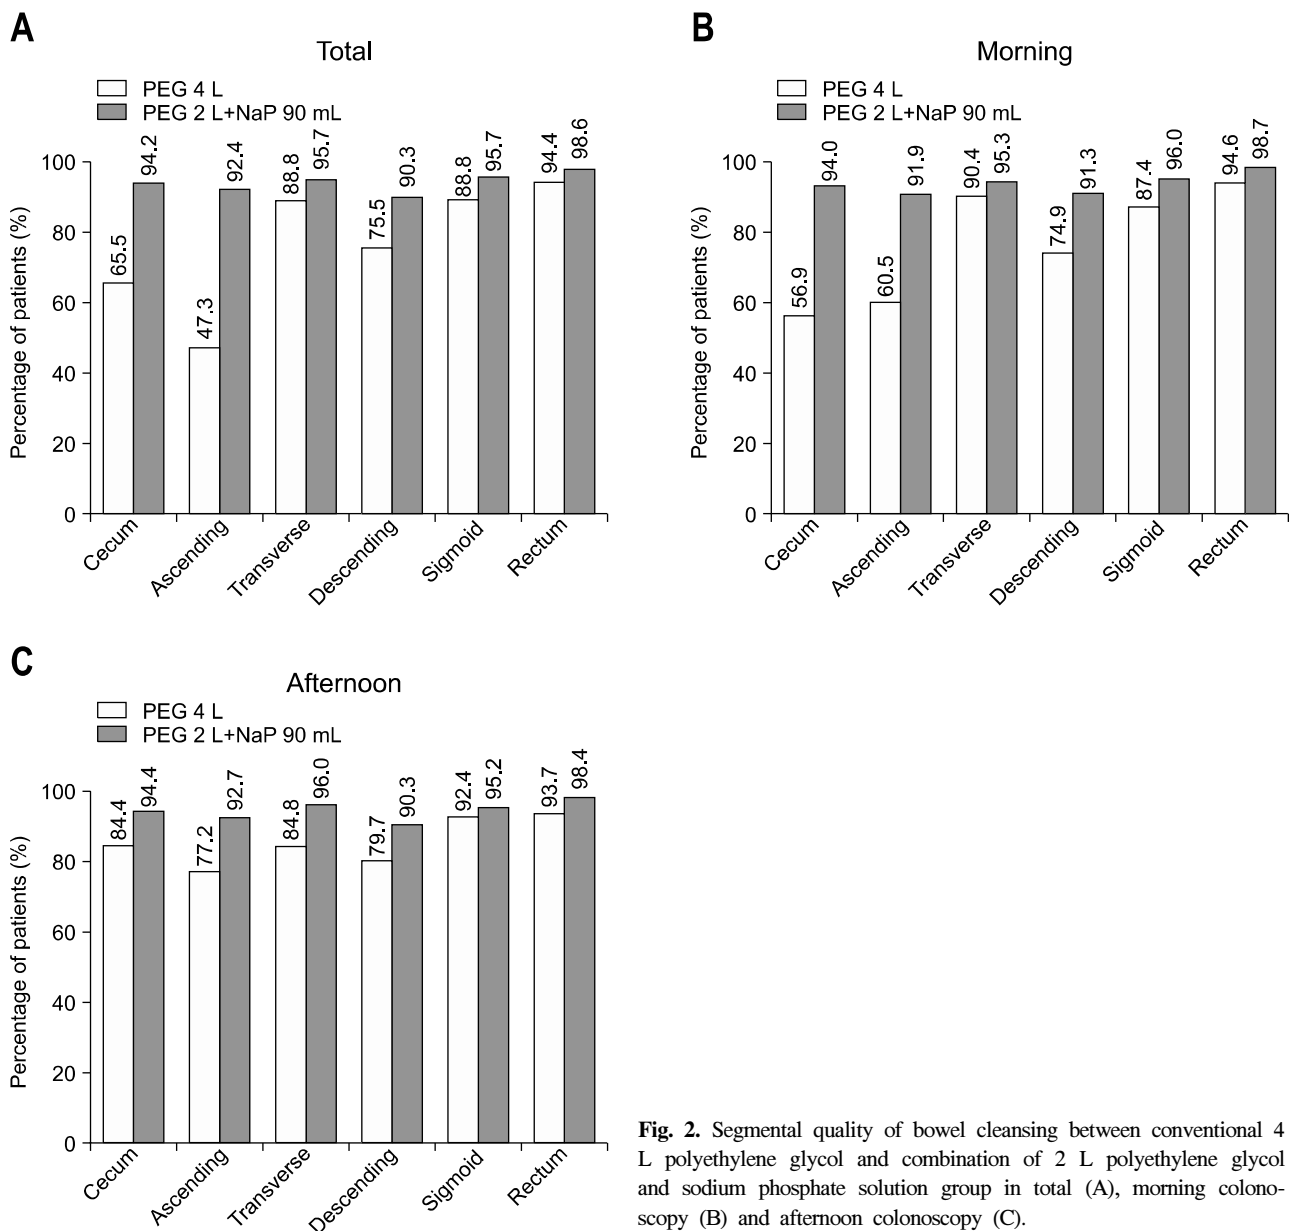 A
Total
PEG 4 L
PEG 2 L+NaP 90 mL
Percentage of patients (%)
100
80
60
40
20
0
65.5
94.2
47.3
92.4
88.8
95.7
75.5
90.3
88.8
95.7
94.4
98.6
Cecum
Ascending
Transverse
Descending
Sigmoid
Rectum
B
Morning
PEG 4 L
PEG 2 L+NaP 90 mL
Percentage of patients (%)
100
80
60
40
20
0
56.9
94.0
60.5
91.9
90.4
95.3
74.9
91.3
87.4
96.0
94.6
98.7
Cecum
Ascending
Transverse
Descending
Sigmoid
Rectum
C
Afternoon
PEG 4 L
PEG 2 L+NaP 90 mL
Percentage of patients (%)
100
80
60
40
20
0
84.4
94.4
77.2
92.7
84.8
96.0
79.7
90.3
92.4
95.2
93.7
98.4
Cecum
Ascending
Transverse
Descending
Sigmoid
Rectum
Fig. 2. Segmental quality of bowel cleansing between conventional 4
L polyethylene glycol and combination of 2 L polyethylene glycol
and sodium phosphate solution group in total (A), morning colono-
scopy (B) and afternoon colonoscopy (C).